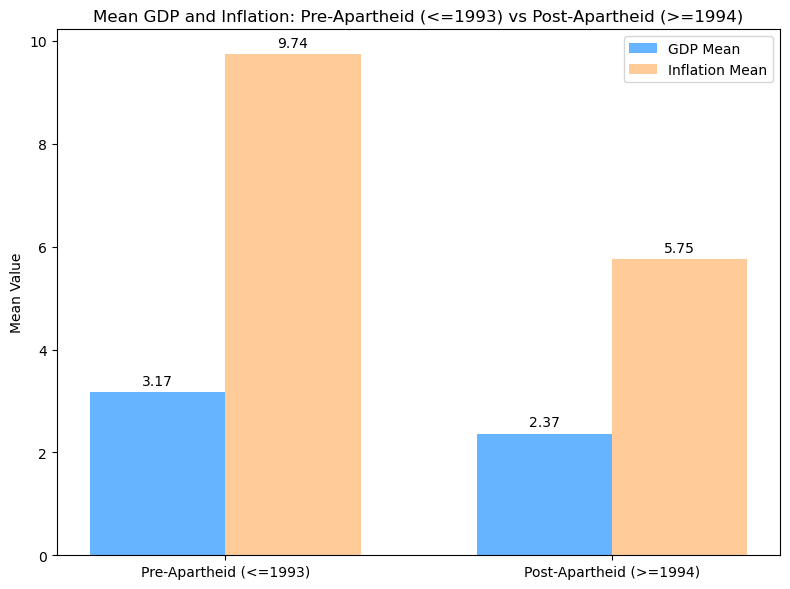 Mean GDP and Inflation: Pre-Apartheid (<=1993) vs Post-Apartheid (>=1994)
GDP Mean
Inflation Mean
Mean Value
10
8
6
4
2
0
3.17
9.74
2.37
5.75
Pre-Apartheid (<=1993)
Post-Apartheid (>=1994)